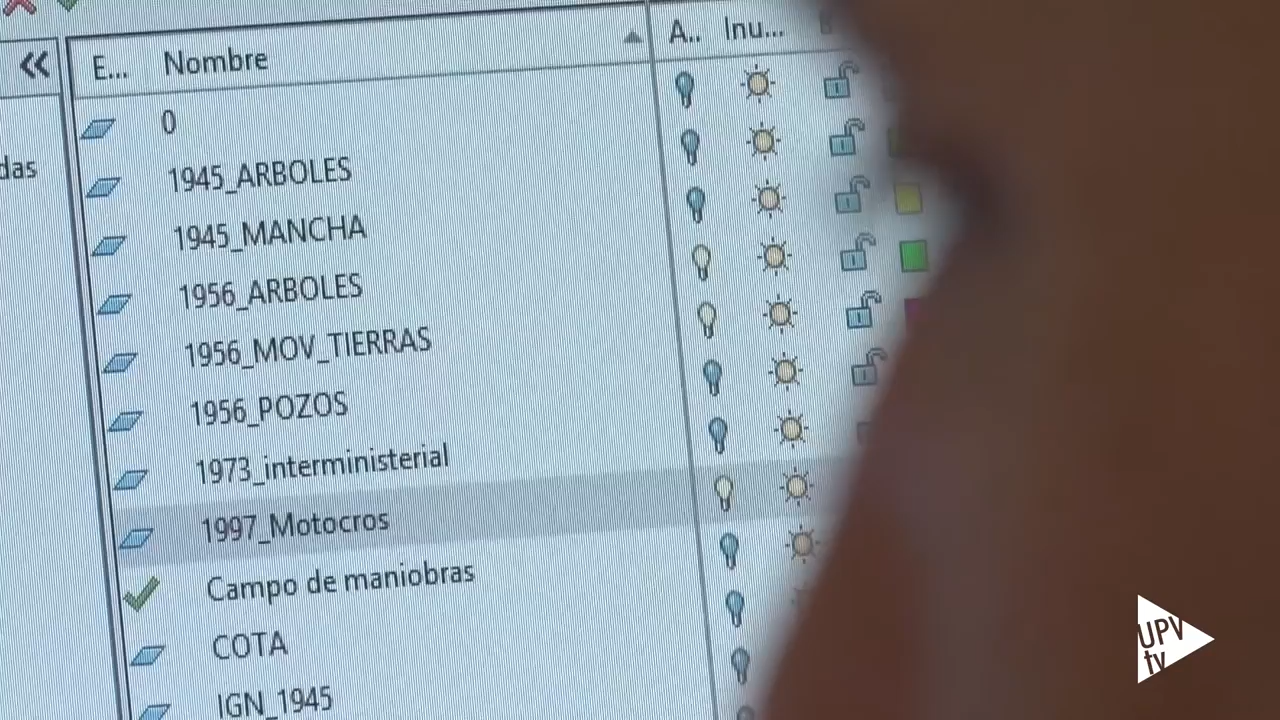 E... Nombre A.. Inu...
0
das
1945_ARBOLES
1945_MANCHA
1956_ARBOLES
1956_MOV_TIERRAS
1956_POZOS
1973_interministerial
1997_Motocros
Campo de maniobras
COTA
IGN_1945
UPV
tv